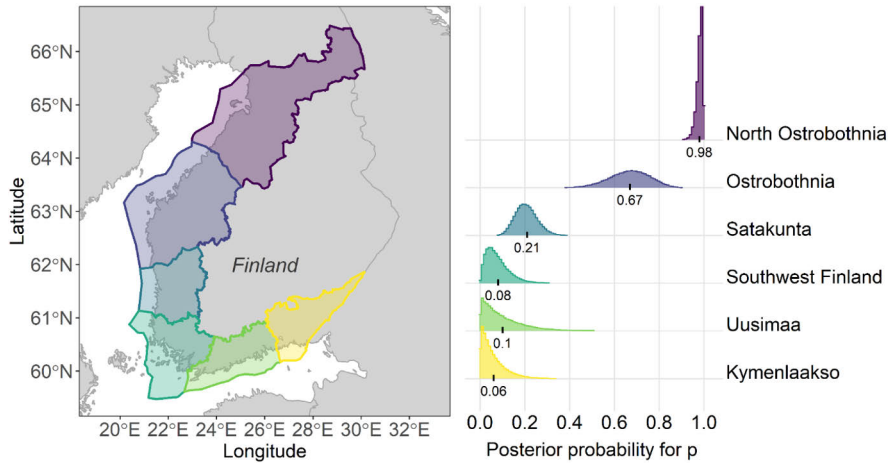 66°N
65°N
64°N
63°N
62°N
61°N
60°N
Latitude
Finland
20°E 22°E 24°E 26°E 28°E 30°E 32°E
Longitude
North Ostrobothnia
0.98
Ostrobothnia
0.67
Satakunta
0.21
Southwest Finland
0.08
Uusimaa
0.1
Kymenlaakso
0.06
0.0 0.2 0.4 0.6 0.8 1.0
Posterior probability for p